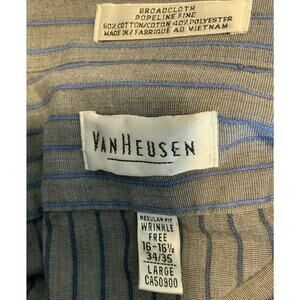 BROADCLOTH
POPELINE FINE
60% COTTON/COTON 40% POLYESTER
MADE IN / FABRIQUE AU VIETNAM
VAN HEUSEN
REGULAR FIT
WRINKLE
FREE
16-16½
34/35
LARGE
CA50900